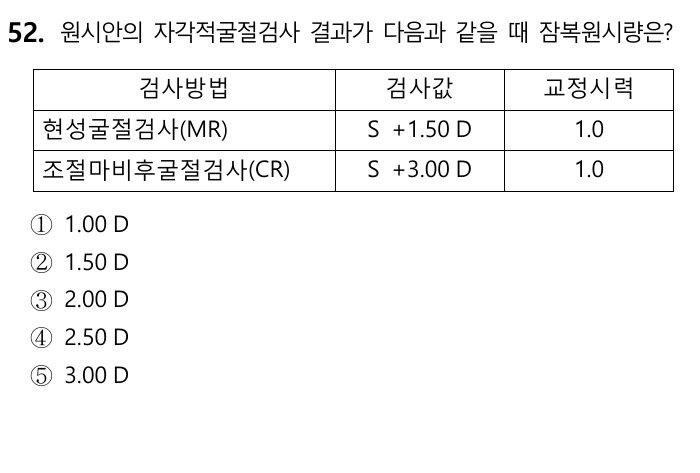 52. 원시안의 자각적굴절검사 결과가 다음과 같을 때 잠복원시량은?
검사방법 검사값 교정시력
현성굴절검사(MR) S +1.50 D 1.0
조절마비후굴절검사(CR) S +3.00 D 1.0
① 1.00 D
② 1.50 D
③ 2.00 D
④ 2.50 D
⑤ 3.00 D